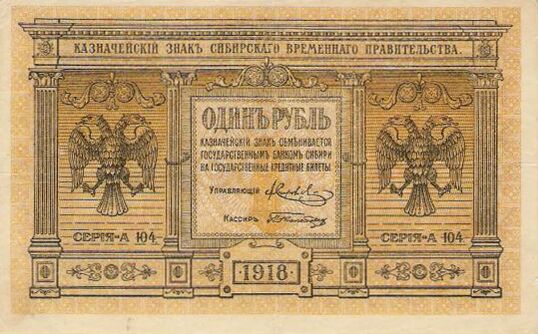 КАЗНАЧЕЙСКІЙ ЗНАКЪ СИБИРСКАГО ВРЕМЕННАГО ПРАВИТЕЛЬСТВА.
ОДИНЪ РУБЛЬ
КАЗНАЧЕЙСКІЙ ЗНАКЪ ОБМѢНИВАЕТСЯ
ГОСУДАРСТВЕННЫМЪ БАНКОМЪ СИБИРИ
НА ГОСУДАРСТВЕННЫЕ КРЕДИТНЫЕ БИЛЕТЫ.
УПРАВЛЯЮЩІЙ
КАССИРЪ
СЕРІЯ-А 104.
СЕРІЯ-А 104.
1918